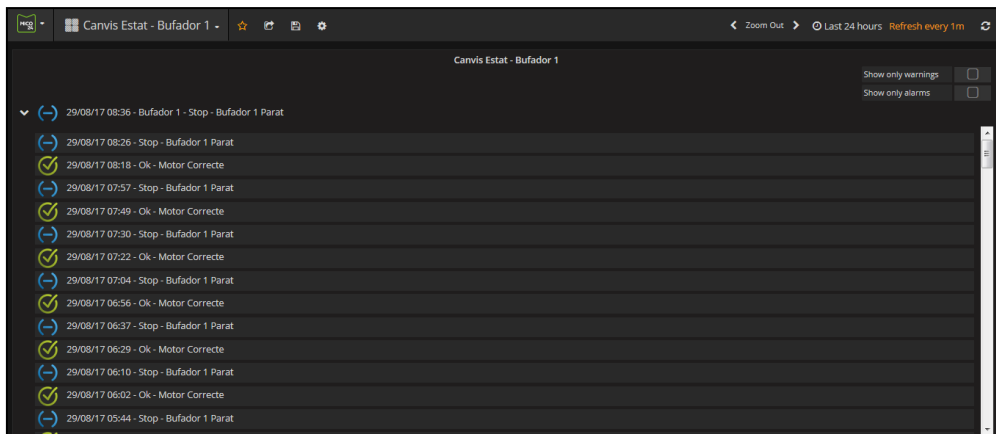 MICO
24
Canvis Estat - Bufador 1
Zoom Out
Last 24 hours Refresh every 1m
Canvis Estat - Bufador 1
Show only warnings
Show only alarms
29/08/17 08:36 - Bufador 1 - Stop - Bufador 1 Parat
29/08/17 08:26 - Stop - Bufador 1 Parat
29/08/17 08:18 - Ok - Motor Correcte
29/08/17 07:57 - Stop - Bufador 1 Parat
29/08/17 07:49 - Ok - Motor Correcte
29/08/17 07:30 - Stop - Bufador 1 Parat
29/08/17 07:22 - Ok - Motor Correcte
29/08/17 07:04 - Stop - Bufador 1 Parat
29/08/17 06:56 - Ok - Motor Correcte
29/08/17 06:37 - Stop - Bufador 1 Parat
29/08/17 06:29 - Ok - Motor Correcte
29/08/17 06:10 - Stop - Bufador 1 Parat
29/08/17 06:02 - Ok - Motor Correcte
29/08/17 05:44 - Stop - Bufador 1 Parat